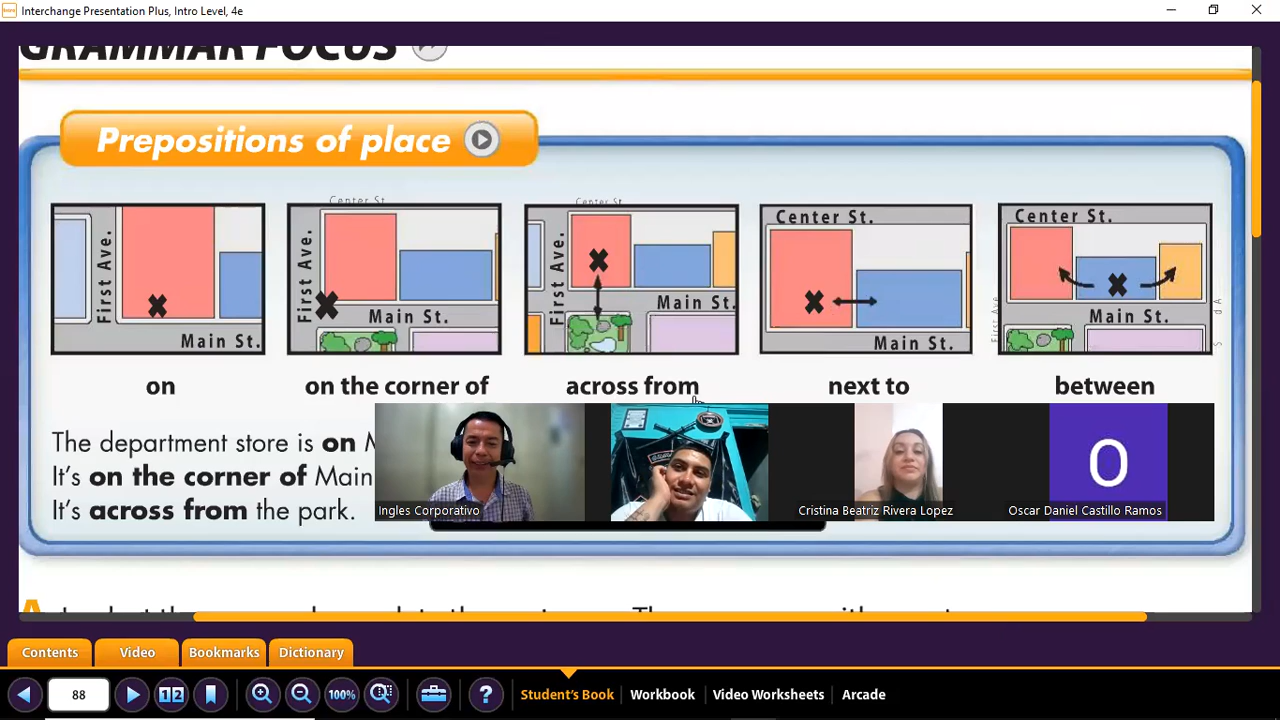 Interchange Presentation Plus, Intro Level, 4e
GRAMMAR FOCUS
Prepositions of place
First Ave.
Main St.
on
Center St.
First Ave.
Main St.
on the corner of
Center St.
First Ave.
Main St.
across from
Center St.
Main St.
next to
Center St.
First Ave
Main St.
between
The department store is on
It's on the corner of Main
It's across from the park.
Ingles Corporativo
Cristina Beatriz Rivera Lopez
O
Oscar Daniel Castillo Ramos
A
Contents
Video
Bookmarks
Dictionary
88
12
100%
?
Student's Book
Workbook
Video Worksheets
Arcade